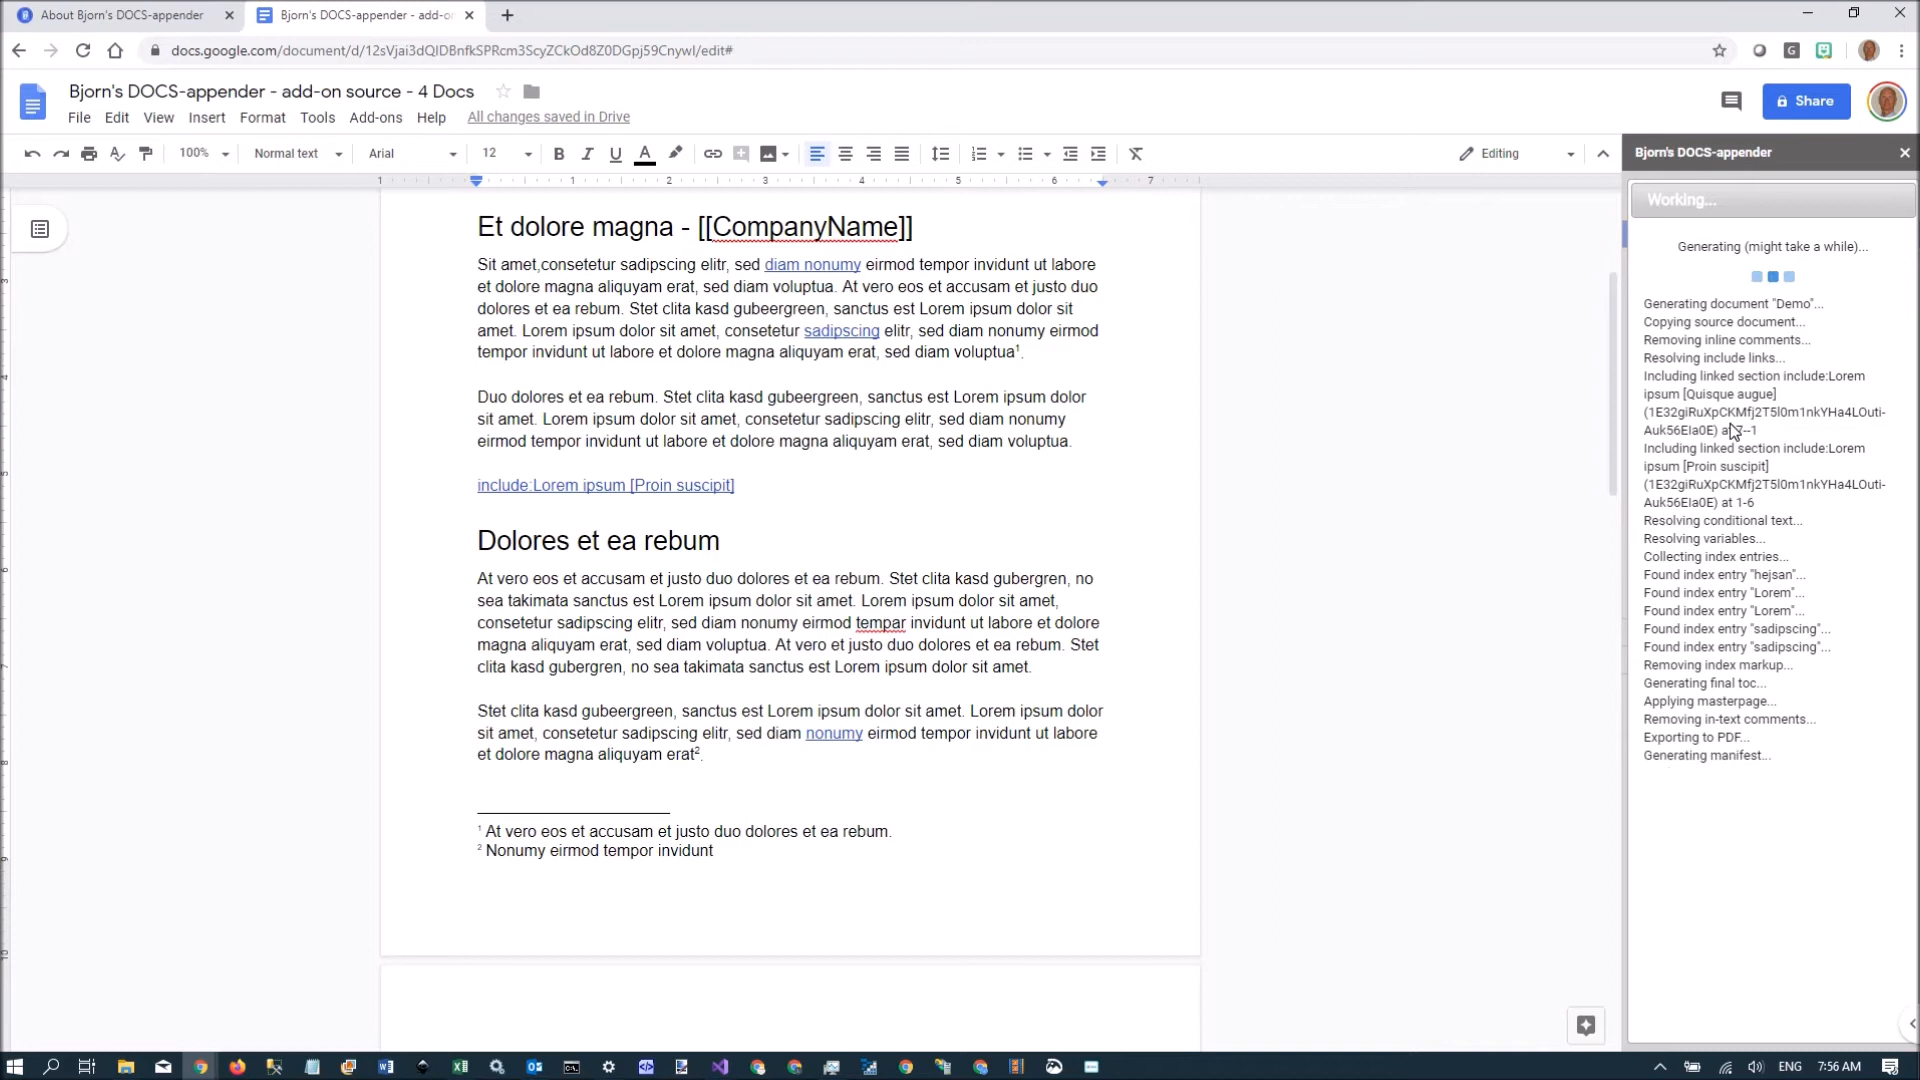 About Bjorn's DOCS-appender
Bjorn's DOCS-appender - add-o
docs.google.com/document/d/12sVjai3dQIDBnfkSPRcm3ScyZCkOd8Z0DGpj59CnywI/edit#
Bjorn's DOCS-appender - add-on source - 4 Docs
File Edit View Insert Format Tools Add-ons Help All changes saved in Drive
Share
100% Normal text Arial 12 B I U A
Editing
Bjorn's DOCS-appender
1 1 2 3 4 5 6 7
Et dolore magna - [[CompanyName]]
Sit amet,consetetur sadipscing elitr, sed diam nonumy eirmod tempor invidunt ut labore
et dolore magna aliquyam erat, sed diam voluptua. At vero eos et accusam et justo duo
dolores et ea rebum. Stet clita kasd gubeergreen, sanctus est Lorem ipsum dolor sit
amet. Lorem ipsum dolor sit amet, consetetur sadipscing elitr, sed diam nonumy eirmod
tempor invidunt ut labore et dolore magna aliquyam erat, sed diam voluptua1.
Duo dolores et ea rebum. Stet clita kasd gubeergreen, sanctus est Lorem ipsum dolor
sit amet. Lorem ipsum dolor sit amet, consetetur sadipscing elitr, sed diam nonumy
eirmod tempor invidunt ut labore et dolore magna aliquyam erat, sed diam voluptua.
include:Lorem ipsum [Proin suscipit]
Dolores et ea rebum
At vero eos et accusam et justo duo dolores et ea rebum. Stet clita kasd gubergren, no
sea takimata sanctus est Lorem ipsum dolor sit amet. Lorem ipsum dolor sit amet,
consetetur sadipscing elitr, sed diam nonumy eirmod tempar invidunt ut labore et dolore
magna aliquyam erat, sed diam voluptua. At vero et justo duo dolores et ea rebum. Stet
clita kasd gubergren, no sea takimata sanctus est Lorem ipsum dolor sit amet.
Stet clita kasd gubeergreen, sanctus est Lorem ipsum dolor sit amet. Lorem ipsum dolor
sit amet, consetetur sadipscing elitr, sed diam nonumy eirmod tempor invidunt ut labore
et dolore magna aliquyam erat2.
1 At vero eos et accusam et justo duo dolores et ea rebum.
2 Nonumy eirmod tempor invidunt
Working...
Generating (might take a while)...
Generating document "Demo"...
Copying source document...
Removing inline comments...
Resolving include links...
Including linked section include:Lorem
ipsum [Quisque augue]
(1E32giRuXpCKMfj2T5l0m1nkYHa4LOuti-
Auk56EIa0E) at --1
Including linked section include:Lorem
ipsum [Proin suscipit]
(1E32giRuXpCKMfj2T5l0m1nkYHa4LOuti-
Auk56EIa0E) at 1-6
Resolving conditional text...
Resolving variables...
Collecting index entries...
Found index entry "hejsan"...
Found index entry "Lorem"...
Found index entry "Lorem"...
Found index entry "sadipscing"...
Found index entry "sadipscing"...
Removing index markup...
Generating final toc...
Applying masterpage...
Removing in-text comments...
Exporting to PDF...
Generating manifest...
ENG 7:56 AM